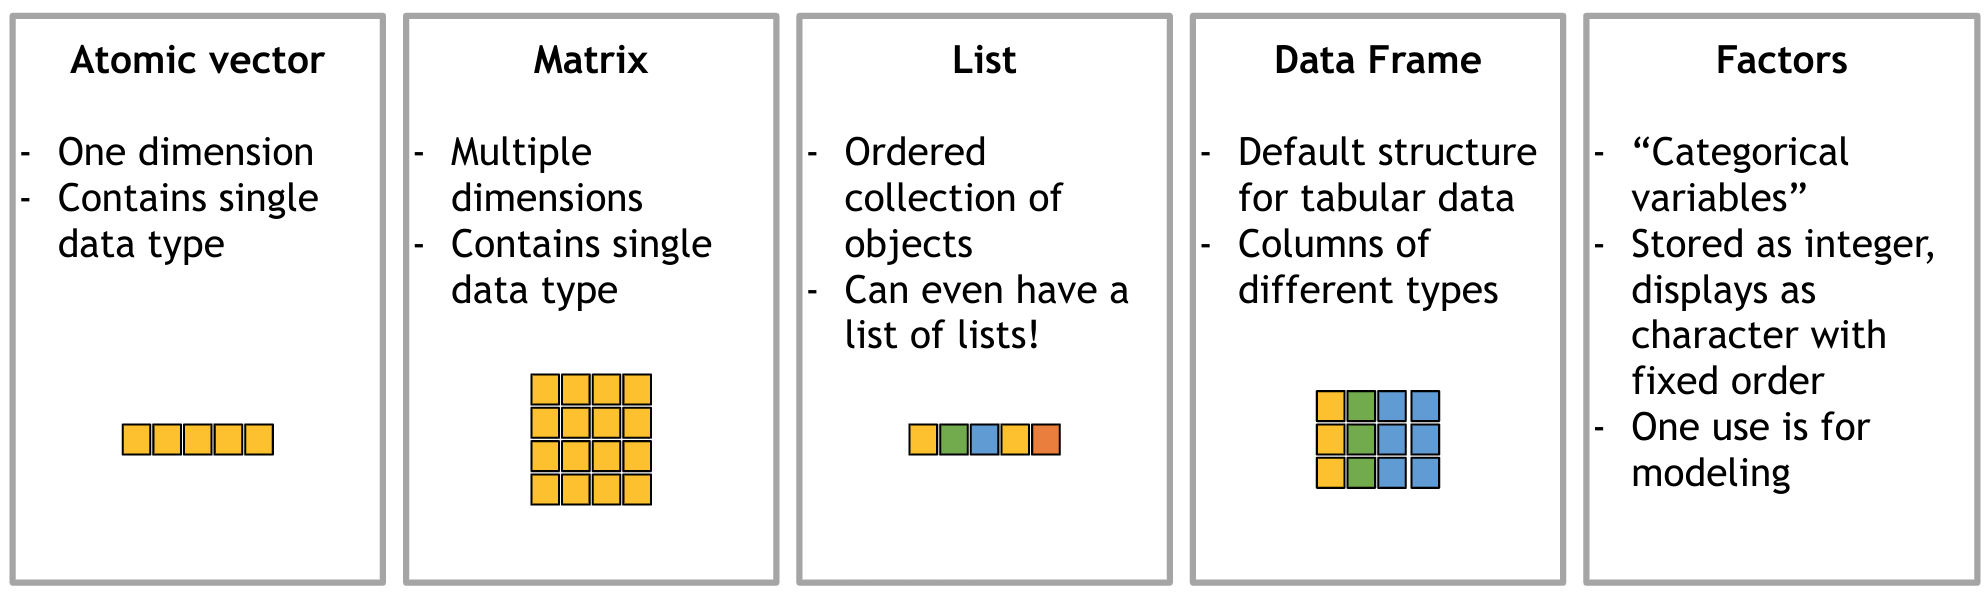 Atomic vector
- One dimension
- Contains single
data type
Matrix
- Multiple
dimensions
- Contains single
data type
List
- Ordered
collection of
objects
- Can even have a
list of lists!
Data Frame
- Default structure
for tabular data
- Columns of
different types
Factors
- “Categorical
variables”
- Stored as integer,
displays as
character with
fixed order
- One use is for
modeling